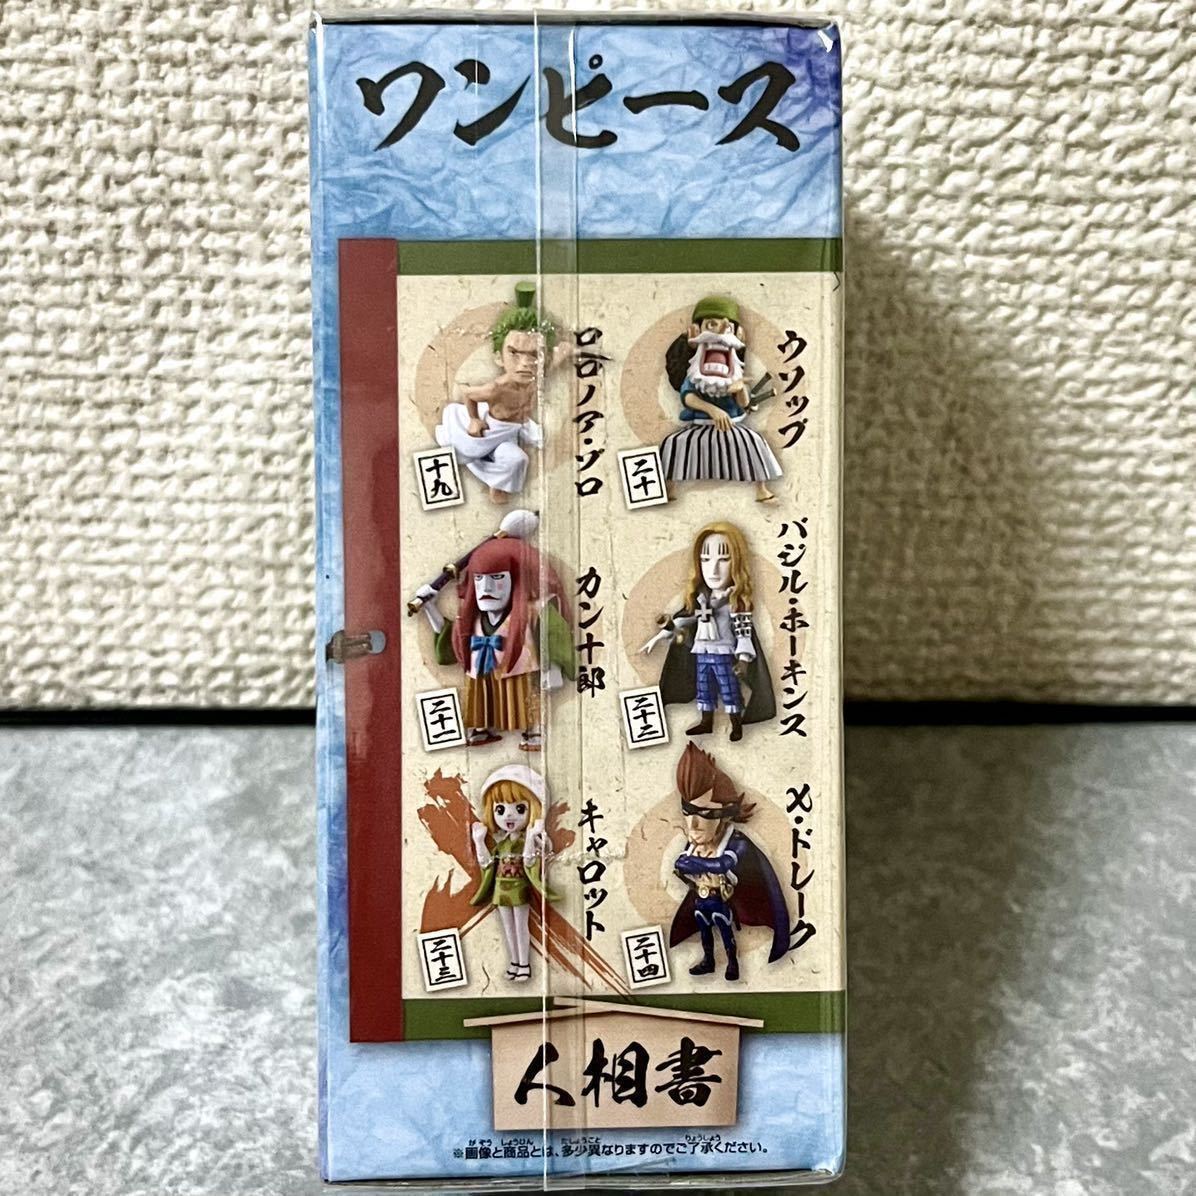 ワンピース
ロロノア・ゾロ
十九
ウソップ
二十
カン十郎
二十一
バジル・ホーキンス
二十二
キャロット
二十三
X・ドレーク
二十四
人相書
※画像と商品とは、多少異なりますのでご了承ください。